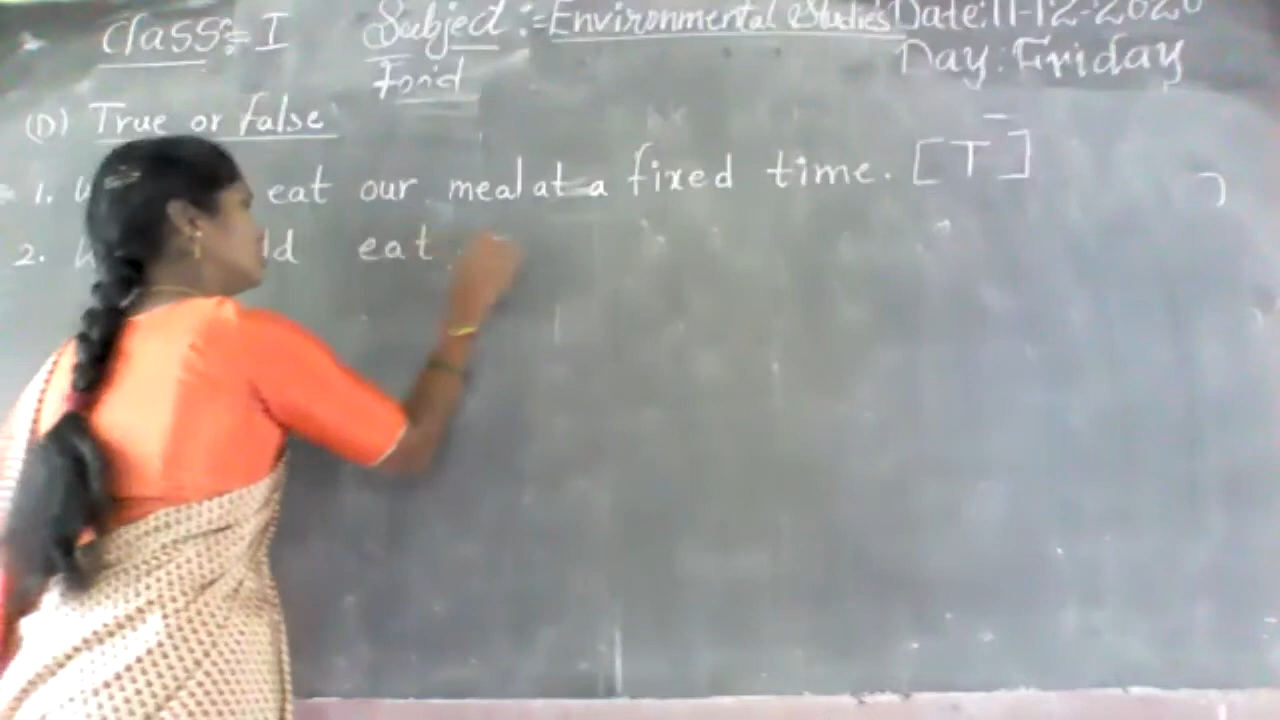 Class:= I Subject:= Environmental Studies Date:11-12-2020
Food Day: Friday
(D) True or false
1. eat our meal at a fixed time. [T]
2. eat